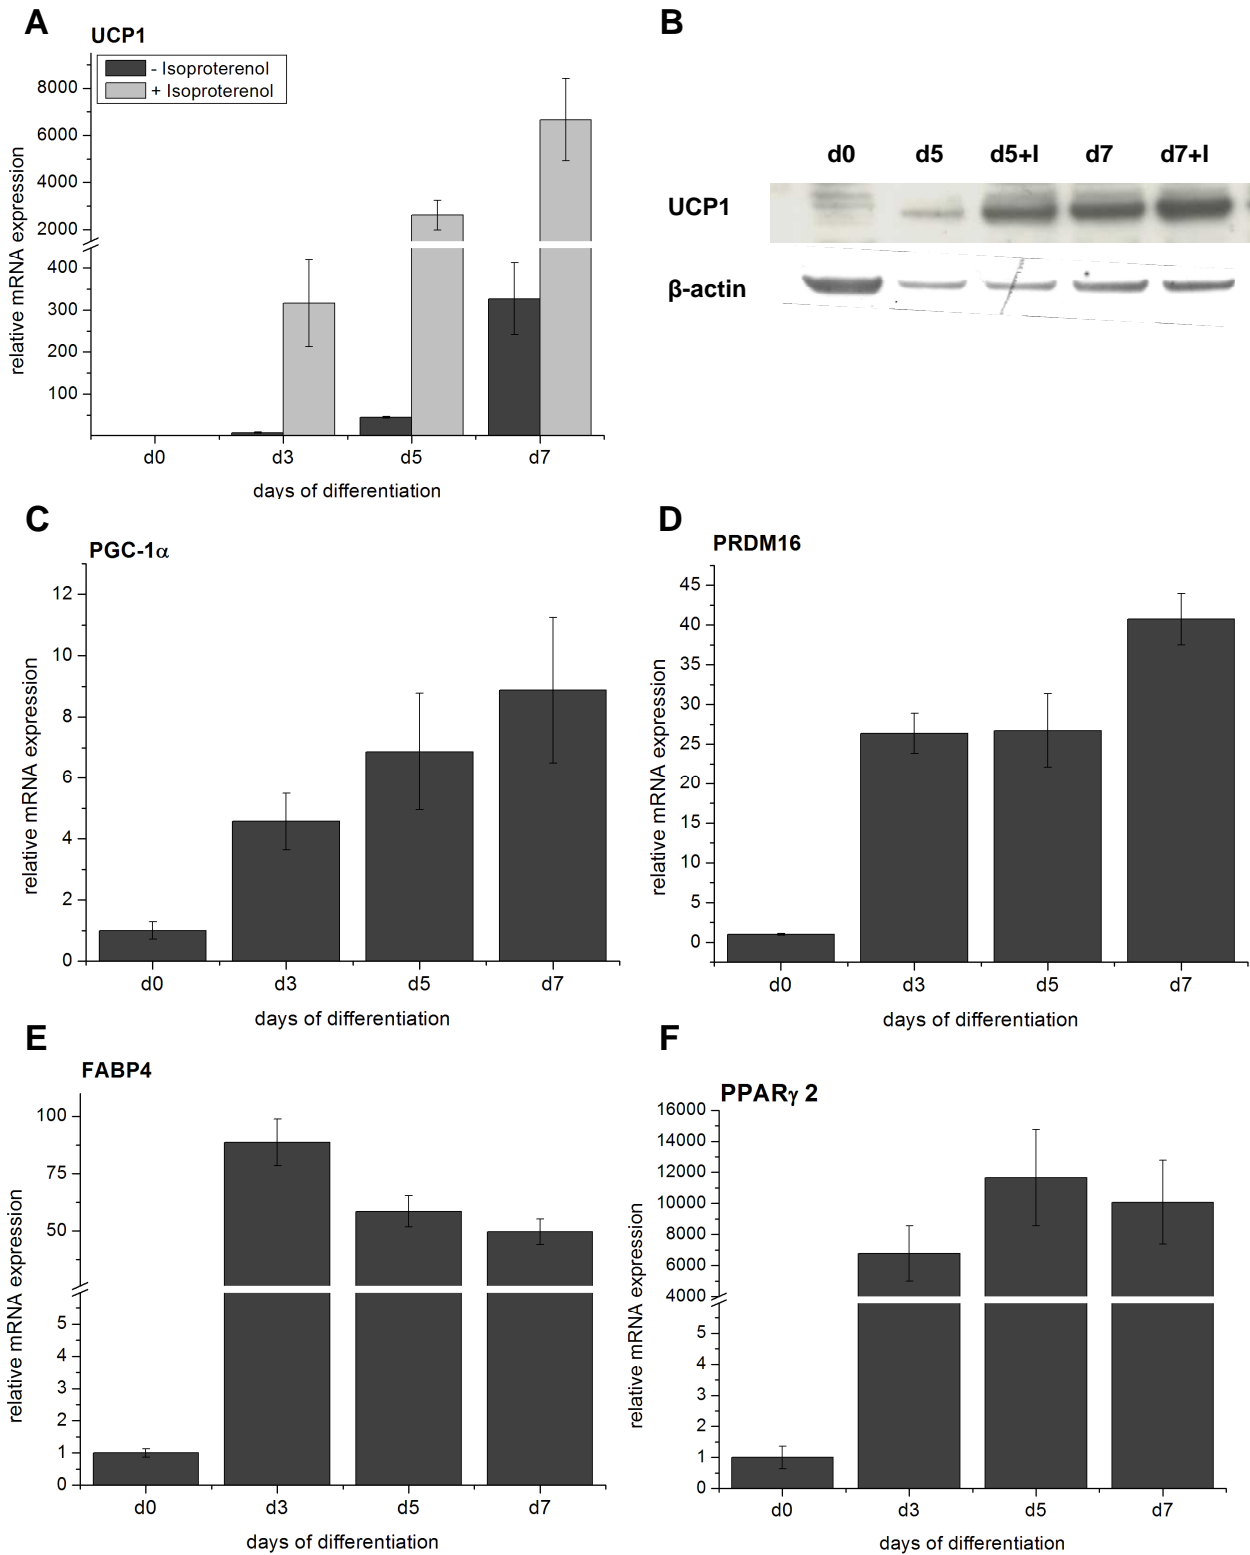 A
UCP1
- Isoproterenol
+ Isoproterenol
8000
6000
4000
2000
400
300
200
100
relative mRNA expression
d0 d3 d5 d7
days of differentiation
B
d0 d5 d5+I d7 d7+I
UCP1
β-actin
C
PGC-1α
12
10
8
6
4
2
0
relative mRNA expression
d0 d3 d5 d7
days of differentiation
D
PRDM16
45
40
35
30
25
20
15
10
5
0
relative mRNA expression
d0 d3 d5 d7
days of differentiation
E
FABP4
100
75
50
5
4
3
2
1
0
relative mRNA expression
d0 d3 d5 d7
days of differentiation
F
PPARγ 2
16000
14000
12000
10000
8000
6000
4000
5
4
3
2
1
0
relative mRNA expression
d0 d3 d5 d7
days of differentiation